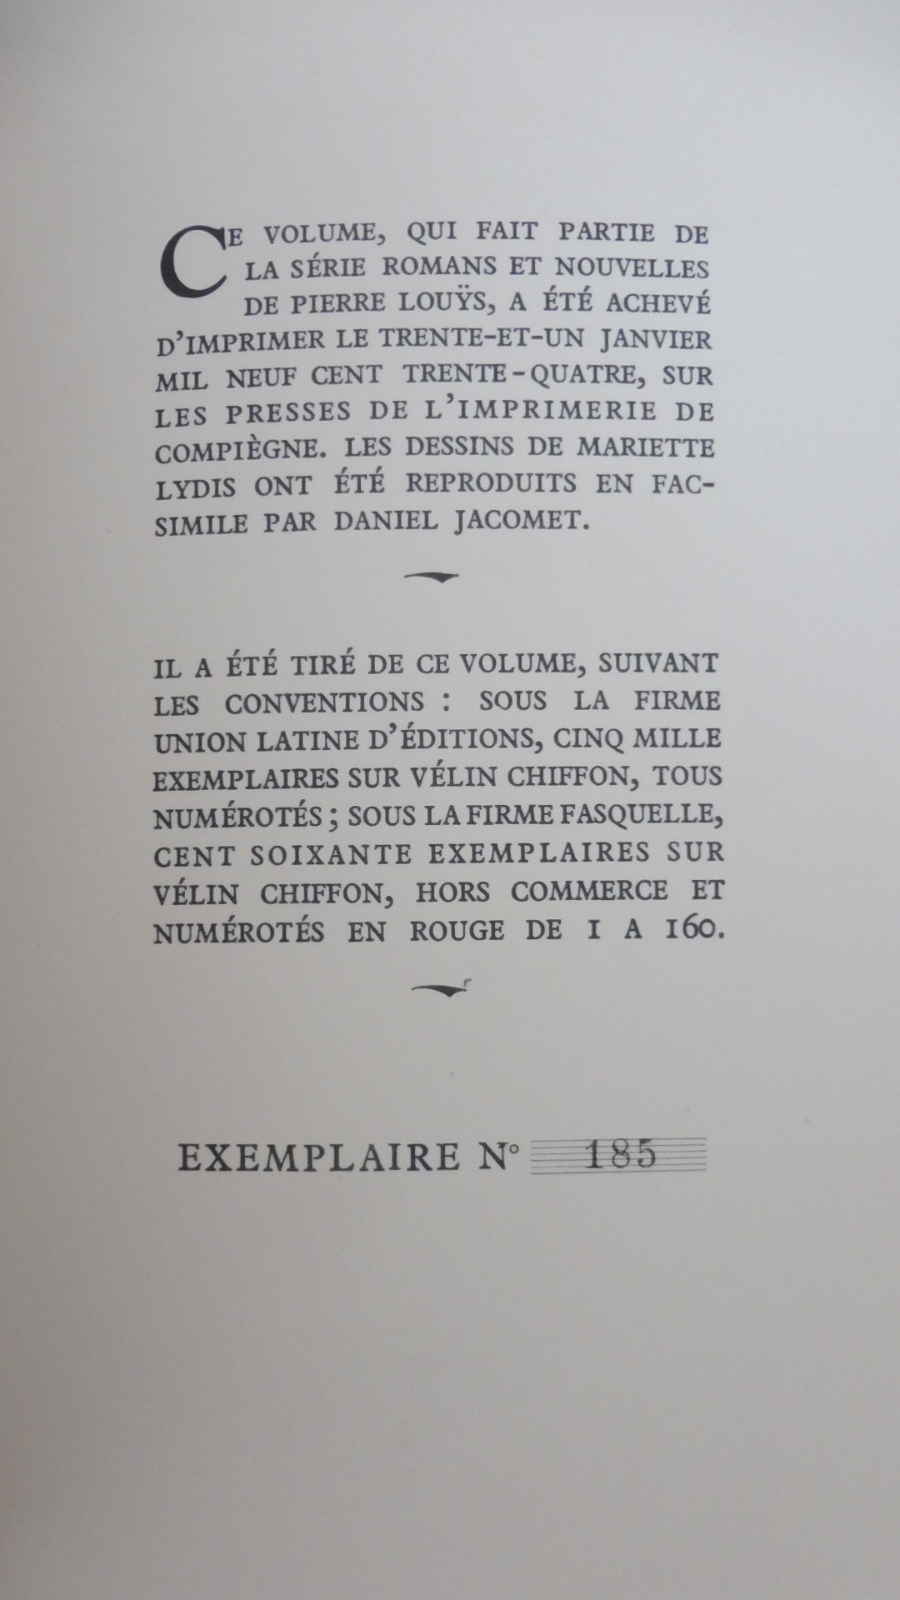 CE VOLUME, QUI FAIT PARTIE DE
LA SÉRIE ROMANS ET NOUVELLES
DE PIERRE LOUŸS, A ÉTÉ ACHEVÉ
D'IMPRIMER LE TRENTE-ET-UN JANVIER
MIL NEUF CENT TRENTE-QUATRE, SUR
LES PRESSES DE L'IMPRIMERIE DE
COMPIÈGNE. LES DESSINS DE MARIETTE
LYDIS ONT ÉTÉ REPRODUITS EN FAC-
SIMILE PAR DANIEL JACOMET.
IL A ÉTÉ TIRÉ DE CE VOLUME, SUIVANT
LES CONVENTIONS : SOUS LA FIRME
UNION LATINE D'ÉDITIONS, CINQ MILLE
EXEMPLAIRES SUR VÉLIN CHIFFON, TOUS
NUMÉROTÉS ; SOUS LA FIRME FASQUELLE,
CENT SOIXANTE EXEMPLAIRES SUR
VÉLIN CHIFFON, HORS COMMERCE ET
NUMÉROTÉS EN ROUGE DE I A 160.
EXEMPLAIRE N° 185